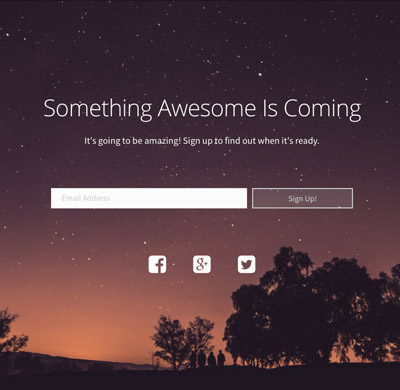 Something Awesome Is Coming
It's going to be amazing! Sign up to find out when it's ready.
Email Address
Sign Up!